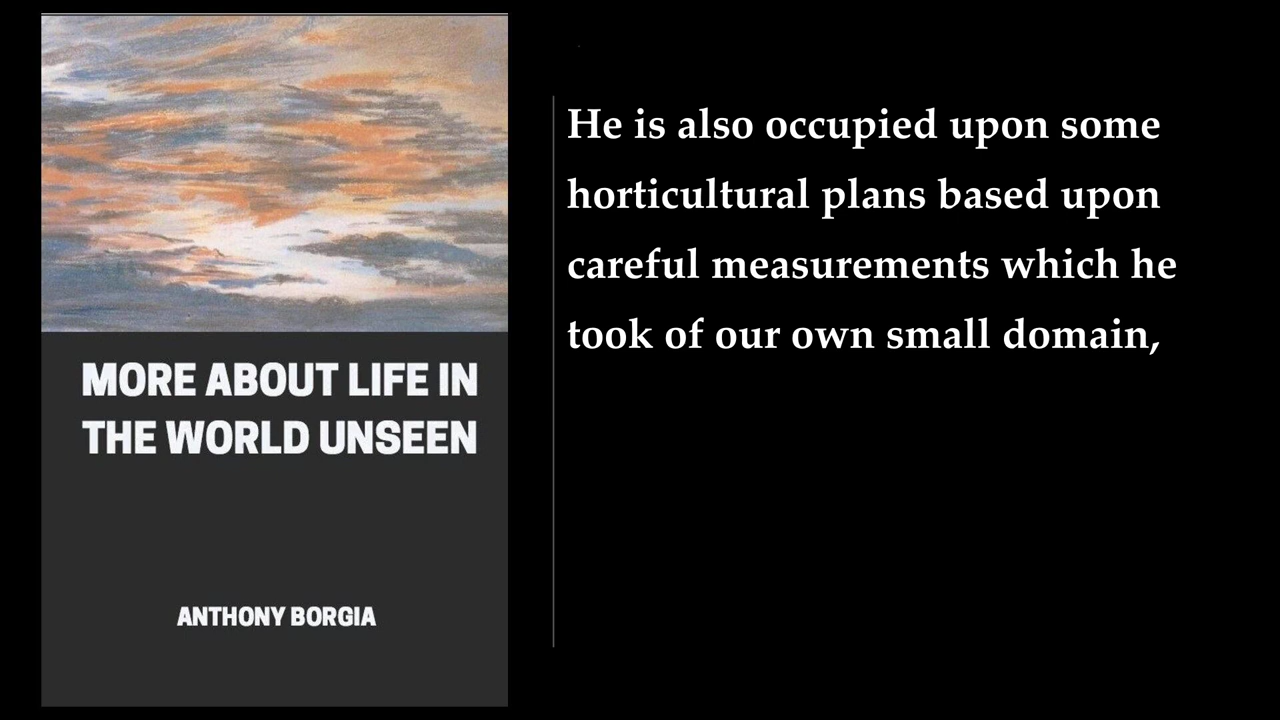 MORE ABOUT LIFE IN
THE WORLD UNSEEN
ANTHONY BORGIA
He is also occupied upon some
horticultural plans based upon
careful measurements which he
took of our own small domain,